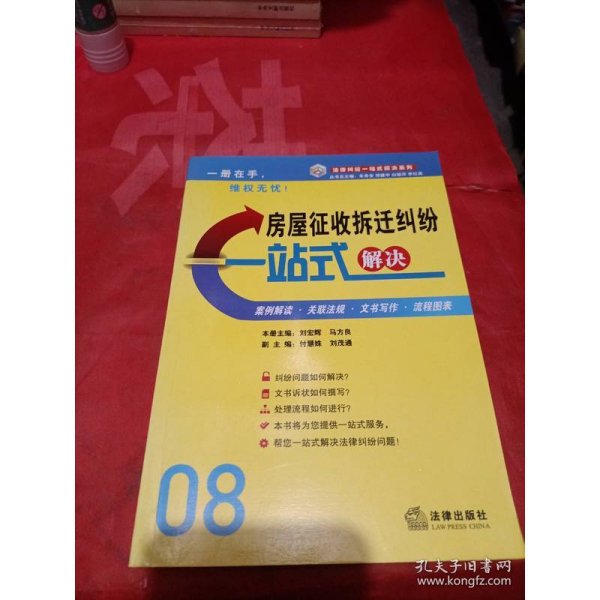 一册在手，
维权无忧！
法律纠纷一站式解决系列
房屋征收拆迁纠纷
一站式
解决
案例解读 · 关联法规 · 文书写作 · 流程图表
本册主编：刘宏辉 马方良
副主编：付慧姝 刘茂通
纠纷问题如何解决？
文书诉状如何撰写？
处理流程如何进行？
本书将为您提供一站式服务，
帮您一站式解决法律纠纷问题！
08
法律出版社
LAW PRESS·CHINA
孔夫子旧书网
www.kongfz.com